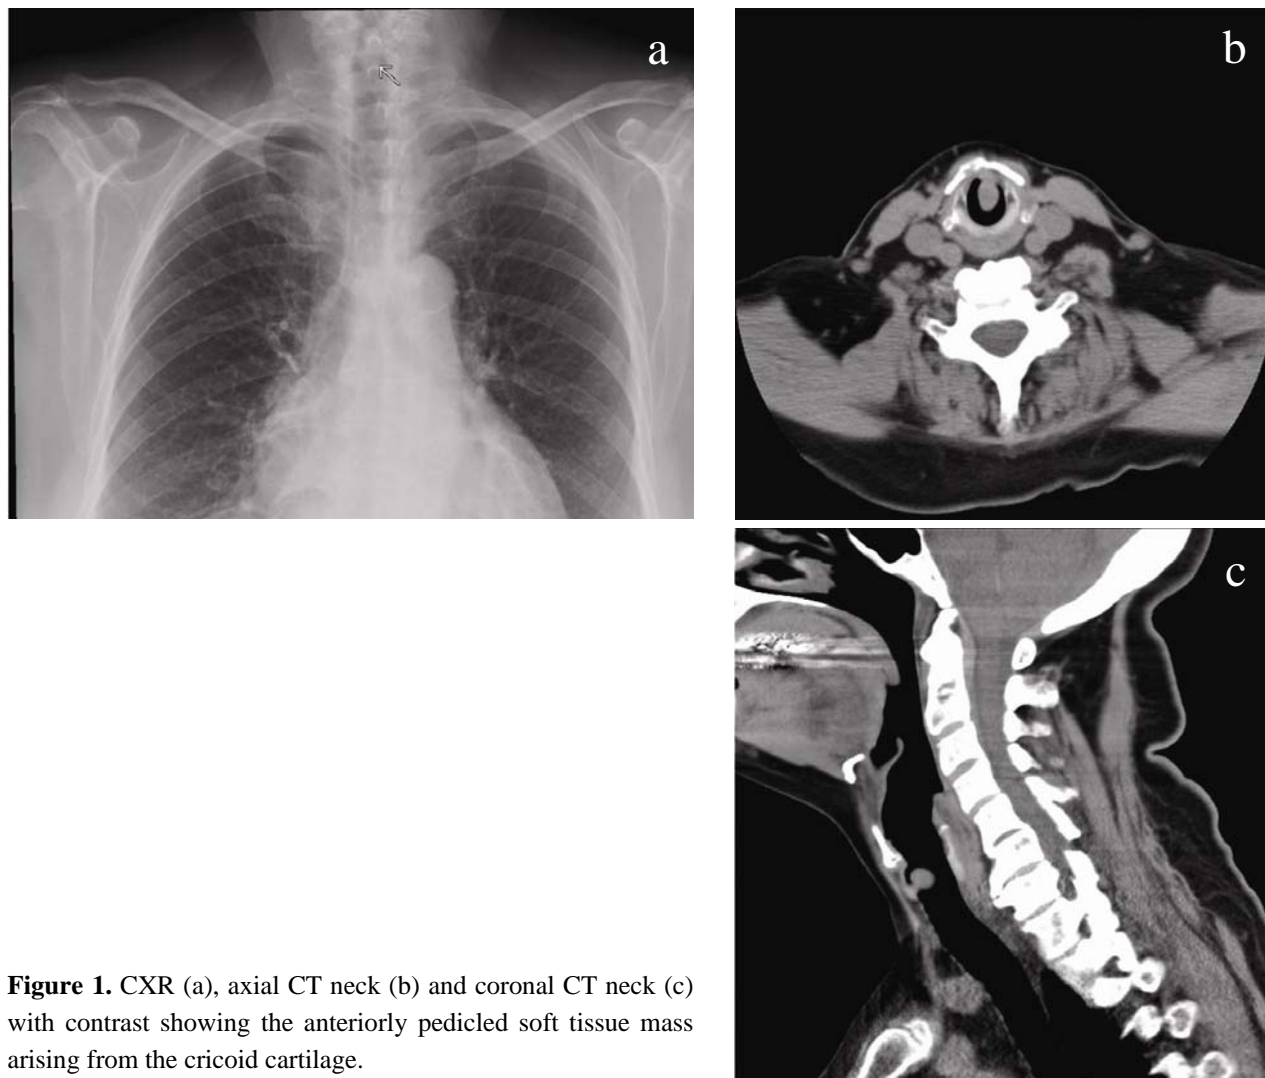 a
b
c
Figure 1. CXR (a), axial CT neck (b) and coronal CT neck (c)
with contrast showing the anteriorly pedicled soft tissue mass
arising from the cricoid cartilage.